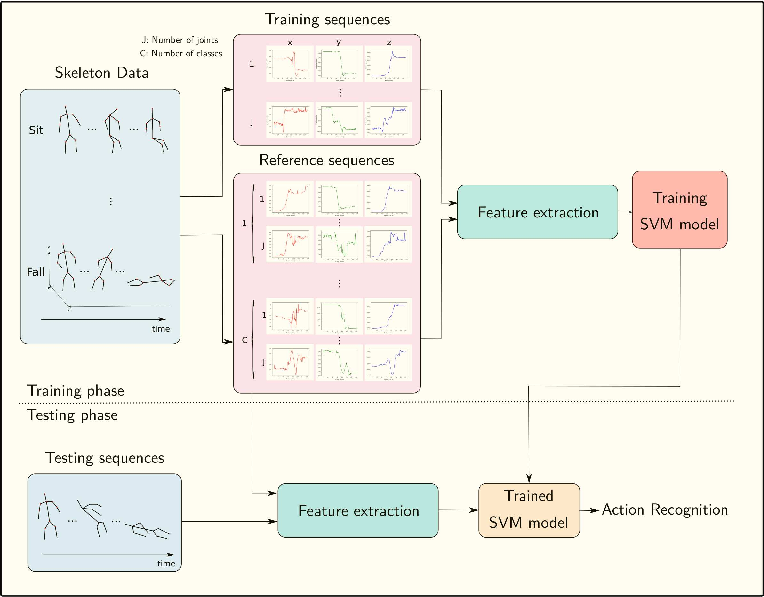 Training sequences
J: Number of joints
C: Number of classes
x y z
Skeleton Data
Sit
Fall
time
Reference sequences
1
1
J
C
1
J
Feature extraction
Training
SVM model
Training phase
Testing phase
Testing sequences
time
Feature extraction
Trained
SVM model
Action Recognition